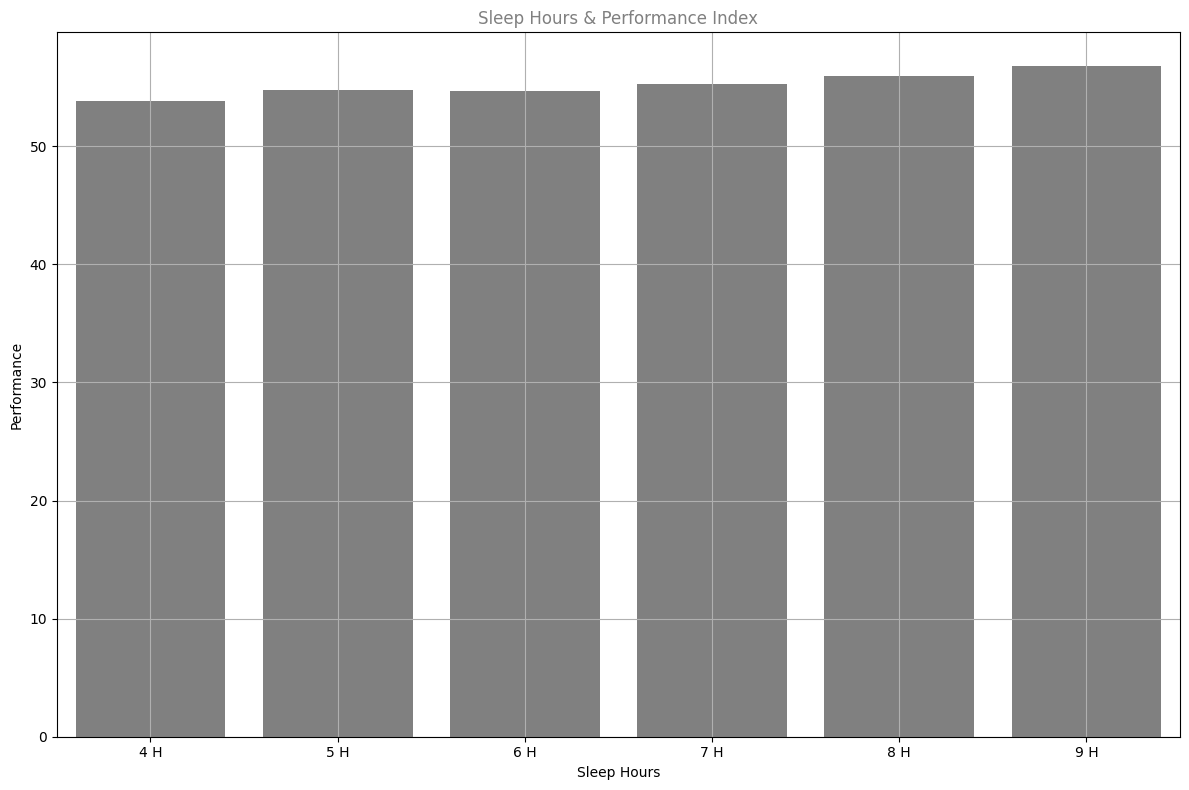 Sleep Hours & Performance Index
Performance
50
40
30
20
10
0
4 H
5 H
6 H
7 H
8 H
9 H
Sleep Hours